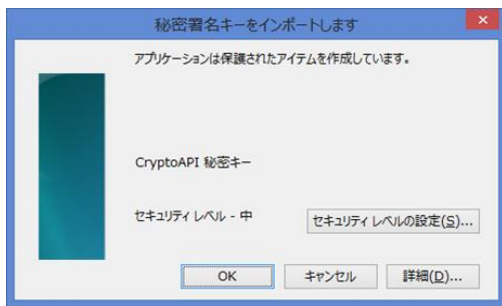 秘密署名キーをインポートします
アプリケーションは保護されたアイテムを作成しています。
CryptoAPI 秘密キー
セキュリティ レベル - 中
セキュリティ レベルの設定(S)...
OK
キャンセル
詳細(D)...